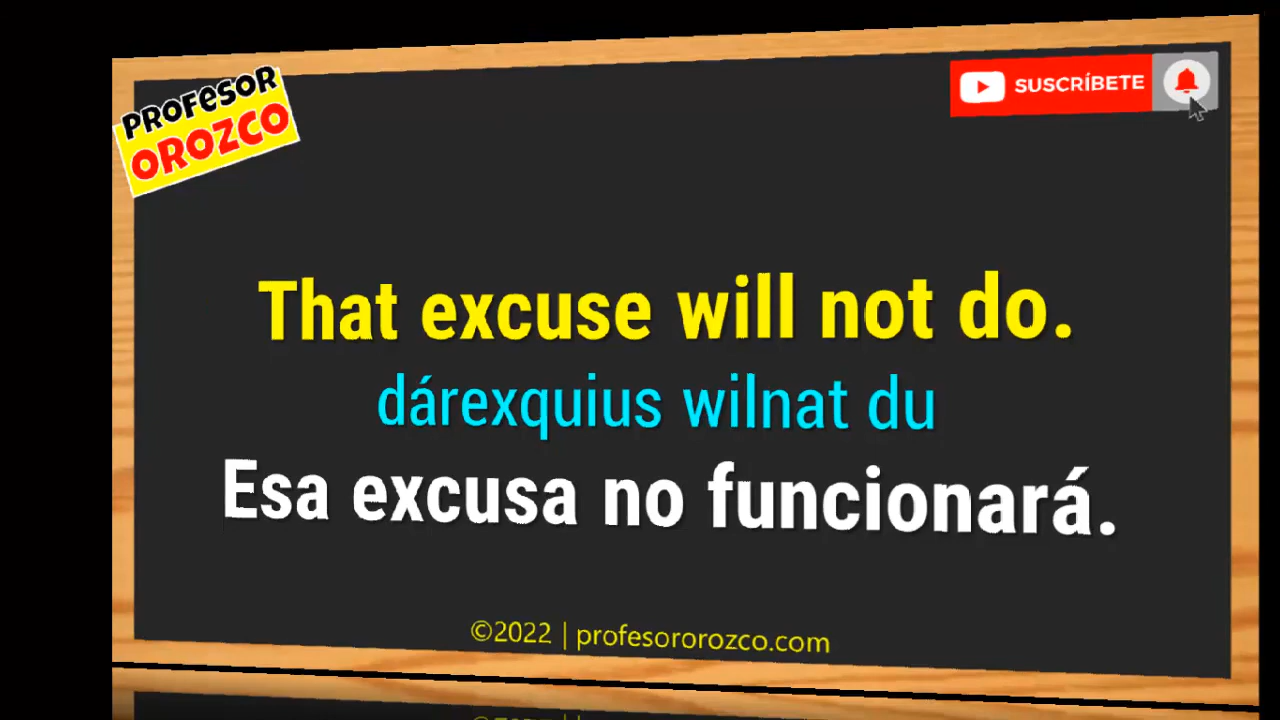 PROFESOR
OROZCO
SUSCRÍBETE
That excuse will not do.
dárexquius wilnat du
Esa excusa no funcionará.
©2022 | profesororozco.com